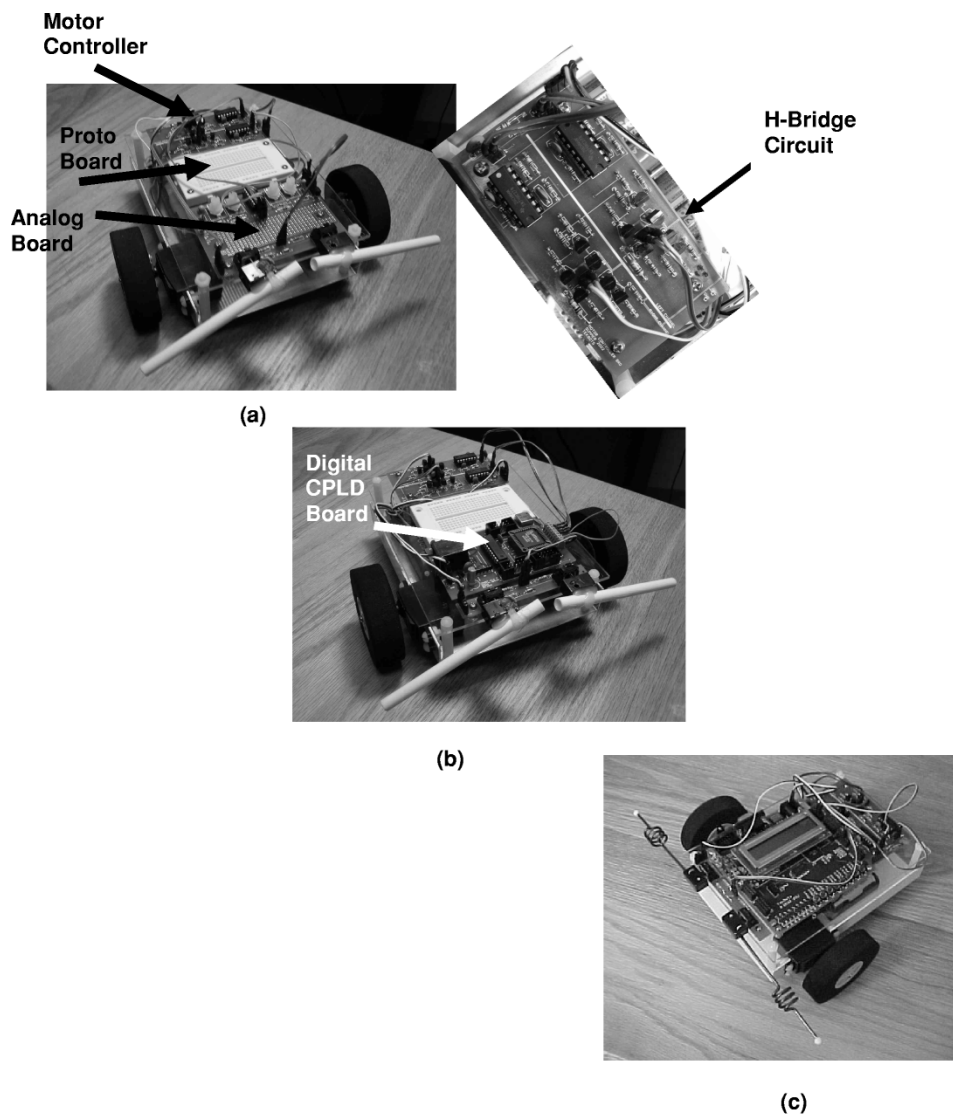 Motor
Controller
Proto
Board
Analog
Board
H-Bridge
Circuit
(a)
Digital
CPLD
Board
(b)
(c)